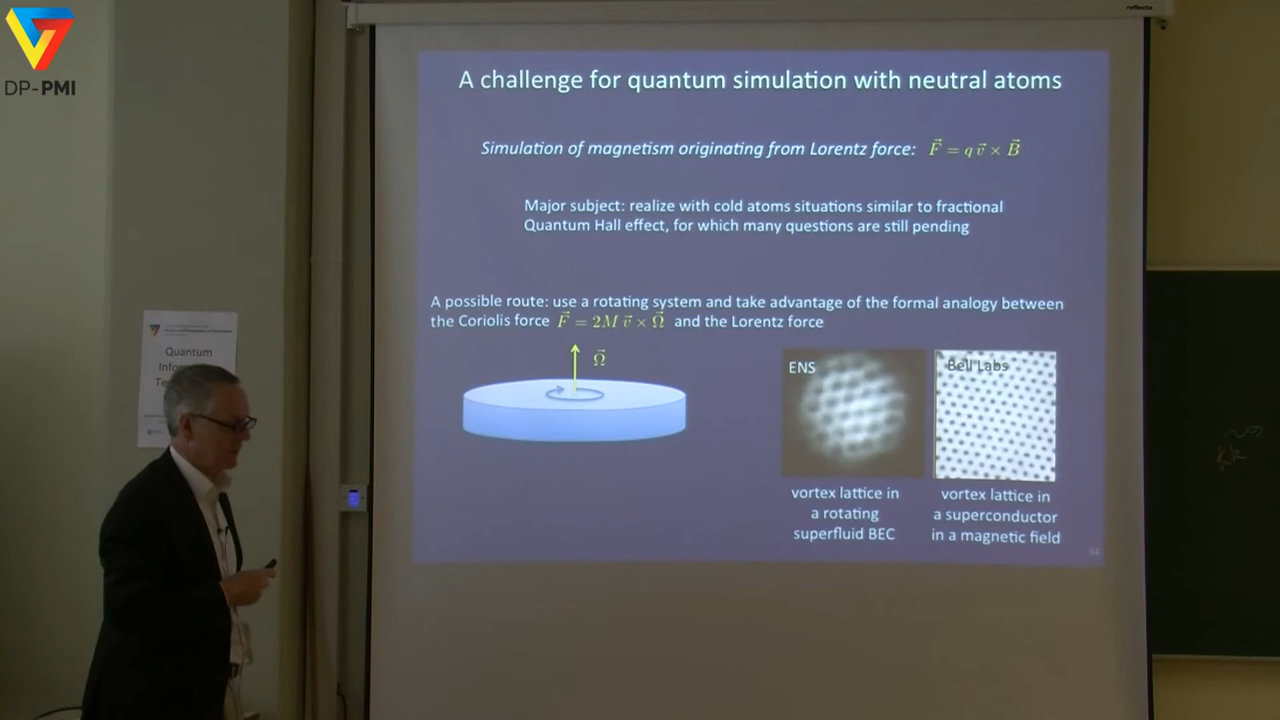 reflecta
DP-PMI
A challenge for quantum simulation with neutral atoms
Simulation of magnetism originating from Lorentz force: F⃗ = q v⃗ × B⃗
Major subject: realize with cold atoms situations similar to fractional
Quantum Hall effect, for which many questions are still pending
A possible route: use a rotating system and take advantage of the formal analogy between
the Coriolis force F⃗ = 2M v⃗ × Ω⃗ and the Lorentz force
Ω⃗
ENS
Bell Labs
vortex lattice in
a rotating
superfluid BEC
vortex lattice in
a superconductor
in a magnetic field
64
Quantum